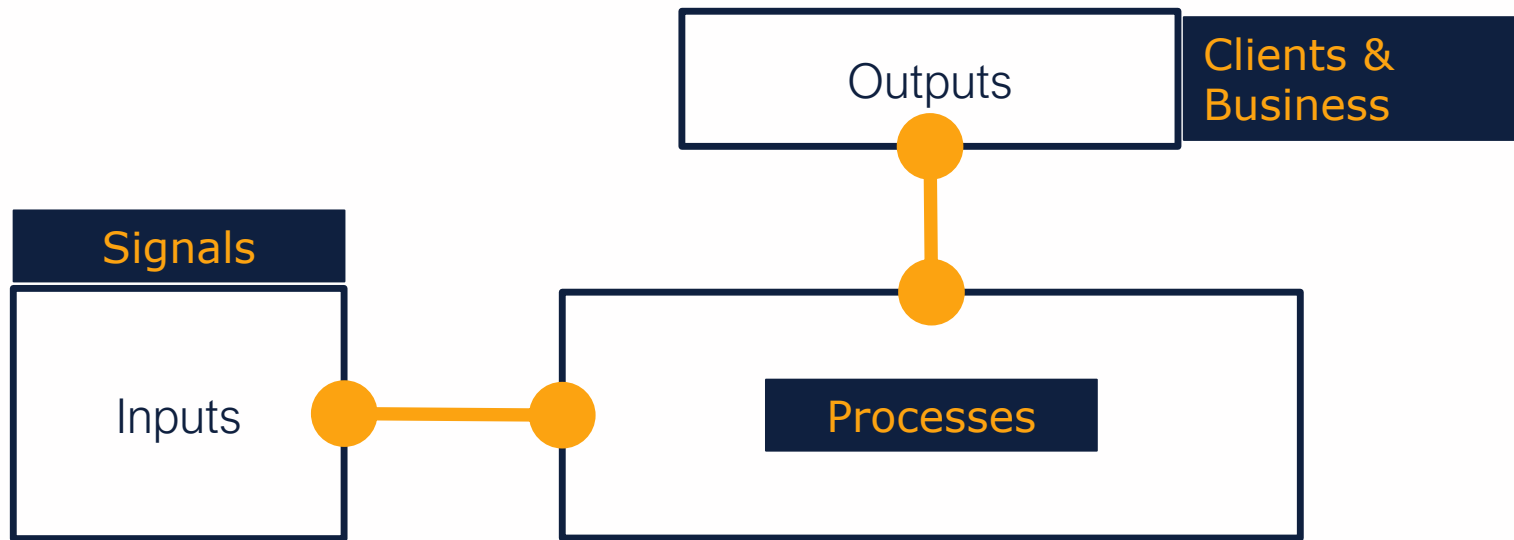 Outputs
Clients &
Business
Signals
Inputs
Processes